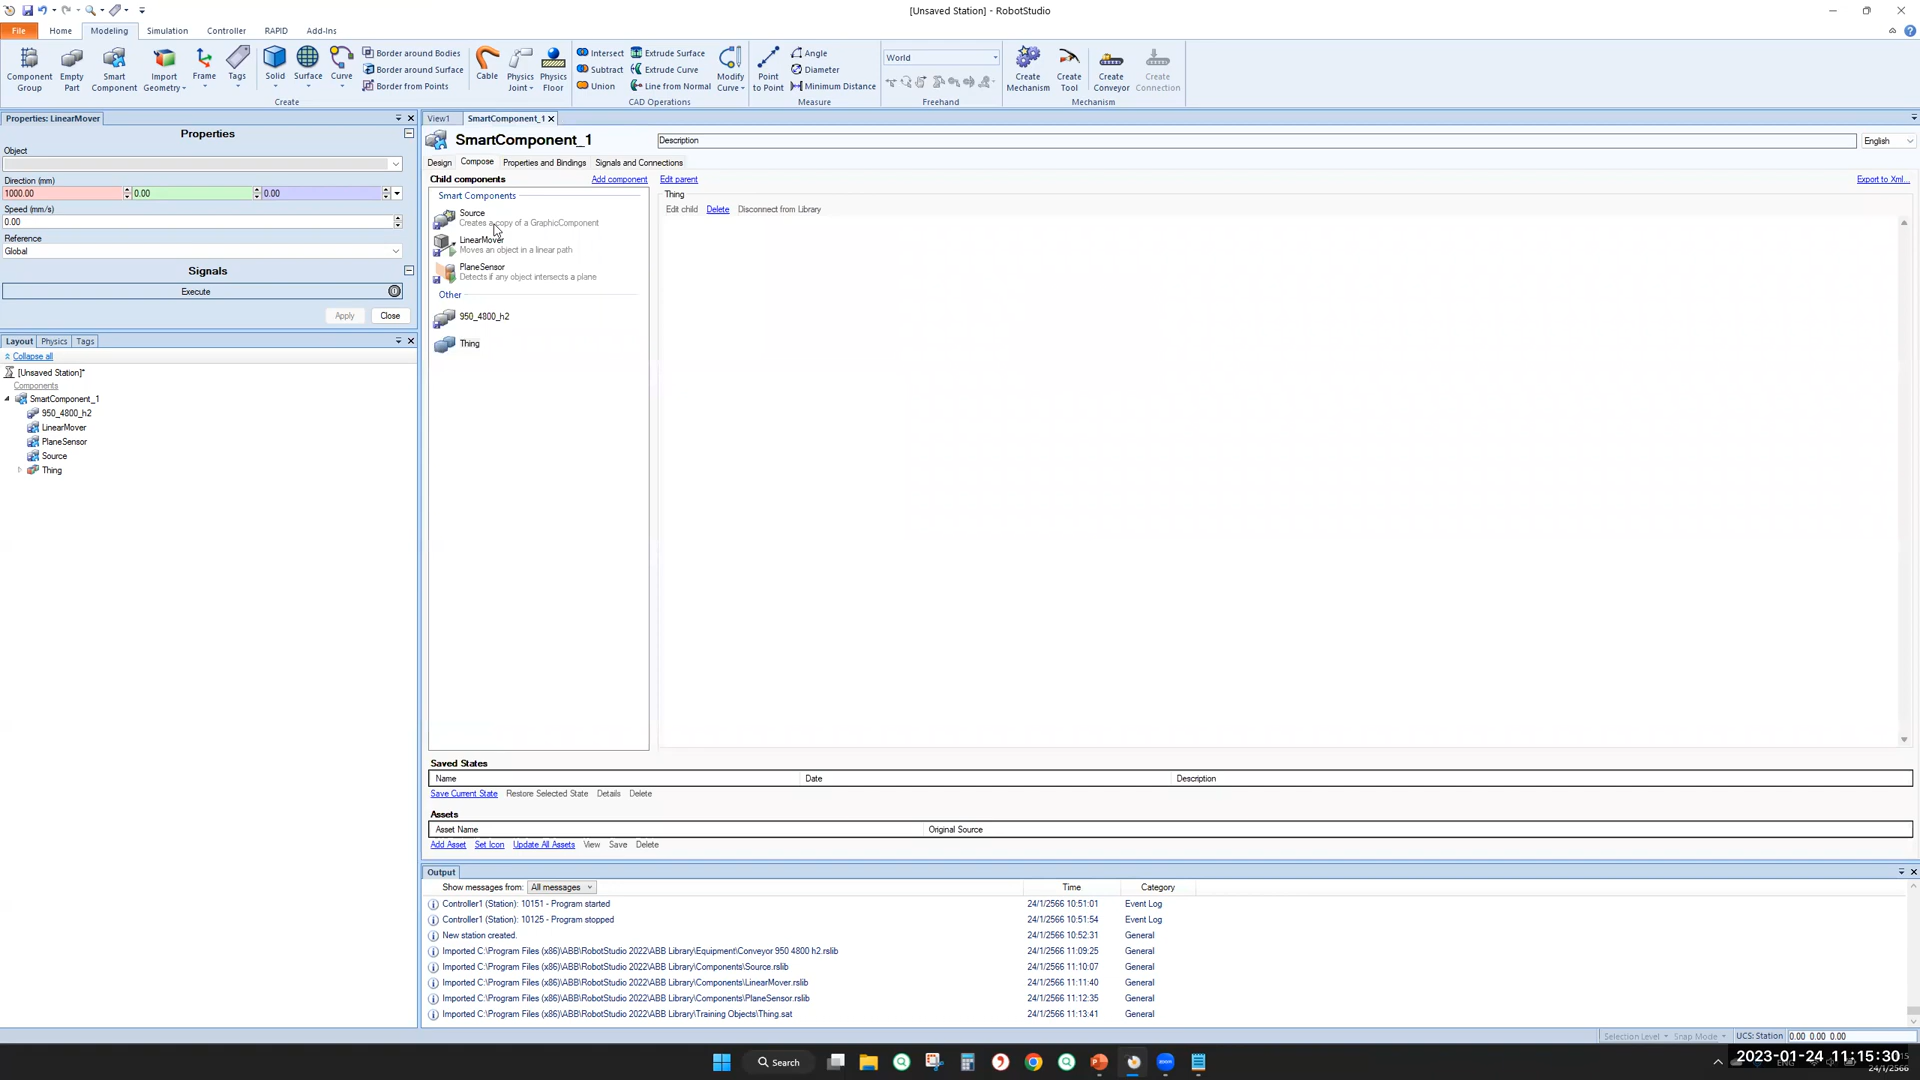 [Unsaved Station] - RobotStudio
File Home Modeling Simulation Controller RAPID Add-Ins
Component Group
Empty Part
Smart Component
Import Geometry
Frame
Tags
Solid
Surface
Curve
Border around Bodies
Border around Surface
Border from Points
Create
Cable
Physics Joint
Physics Floor
Intersect
Subtract
Union
Extrude Surface
Extrude Curve
Line from Normal
Modify Curve
CAD Operations
Point to Point
Angle
Diameter
Minimum Distance
Measure
World
Freehand
Create Mechanism
Create Tool
Create Conveyor
Create Connection
Mechanism
Properties: LinearMover
Properties
Object
Direction (mm)
1000.00 0.00 0.00
Speed (mm/s)
0.00
Reference
Global
Signals
Execute
Apply Close
Layout Physics Tags
Collapse all
[Unsaved Station]*
Components
SmartComponent_1
950_4800_h2
LinearMover
PlaneSensor
Source
Thing
View1 SmartComponent_1
SmartComponent_1 Description English
Design Compose Properties and Bindings Signals and Connections
Child components Add component Edit parent Export to Xml...
Smart Components
Source
Creates a copy of a GraphicComponent
LinearMover
Moves an object in a linear path
PlaneSensor
Detects if any object intersects a plane
Other
950_4800_h2
Thing
Thing
Edit child Delete Disconnect from Library
Saved States
Name Date Description
Save Current State Restore Selected State Details Delete
Assets
Asset Name Original Source
Add Asset Set Icon Update All Assets View Save Delete
Output
Show messages from: All messages Time Category
Controller1 (Station): 10151 - Program started 24/1/2566 10:51:01 Event Log
Controller1 (Station): 10125 - Program stopped 24/1/2566 10:51:54 Event Log
New station created. 24/1/2566 10:52:31 General
Imported C:\Program Files (x86)\ABB\RobotStudio 2022\ABB Library\Equipment\Conveyor 950 4800 h2.rslib 24/1/2566 11:09:25 General
Imported C:\Program Files (x86)\ABB\RobotStudio 2022\ABB Library\Components\Source.rslib 24/1/2566 11:10:07 General
Imported C:\Program Files (x86)\ABB\RobotStudio 2022\ABB Library\Components\LinearMover.rslib 24/1/2566 11:11:40 General
Imported C:\Program Files (x86)\ABB\RobotStudio 2022\ABB Library\Components\PlaneSensor.rslib 24/1/2566 11:12:35 General
Imported C:\Program Files (x86)\ABB\RobotStudio 2022\ABB Library\Training Objects\Thing.sat 24/1/2566 11:13:41 General
Selection Level Snap Mode UCS: Station 0.00 0.00 0.00
Search
2023-01-24 11:15:30
24/1/2566